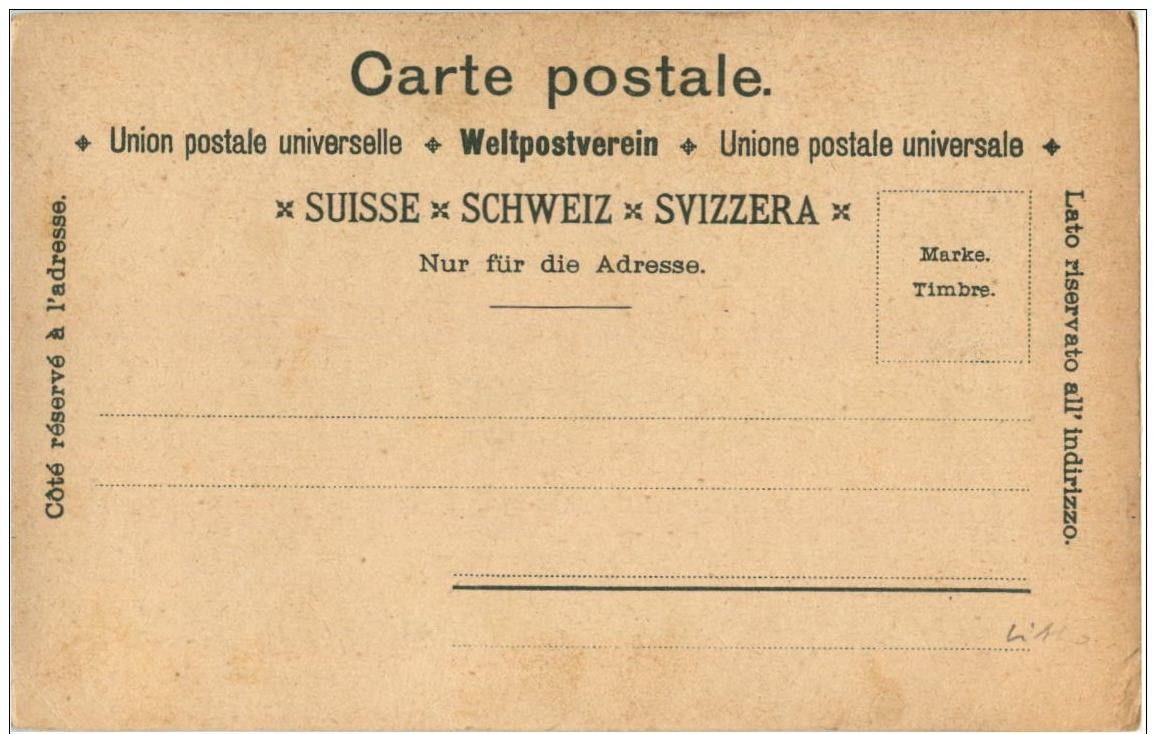 Carte postale.
Union postale universelle Weltpostverein Unione postale universale
SUISSE SCHWEIZ SVIZZERA
Nur für die Adresse.
Marke.
Timbre.
Côté réservé à l'adresse.
Lato riservato all' indirizzo.
Litho